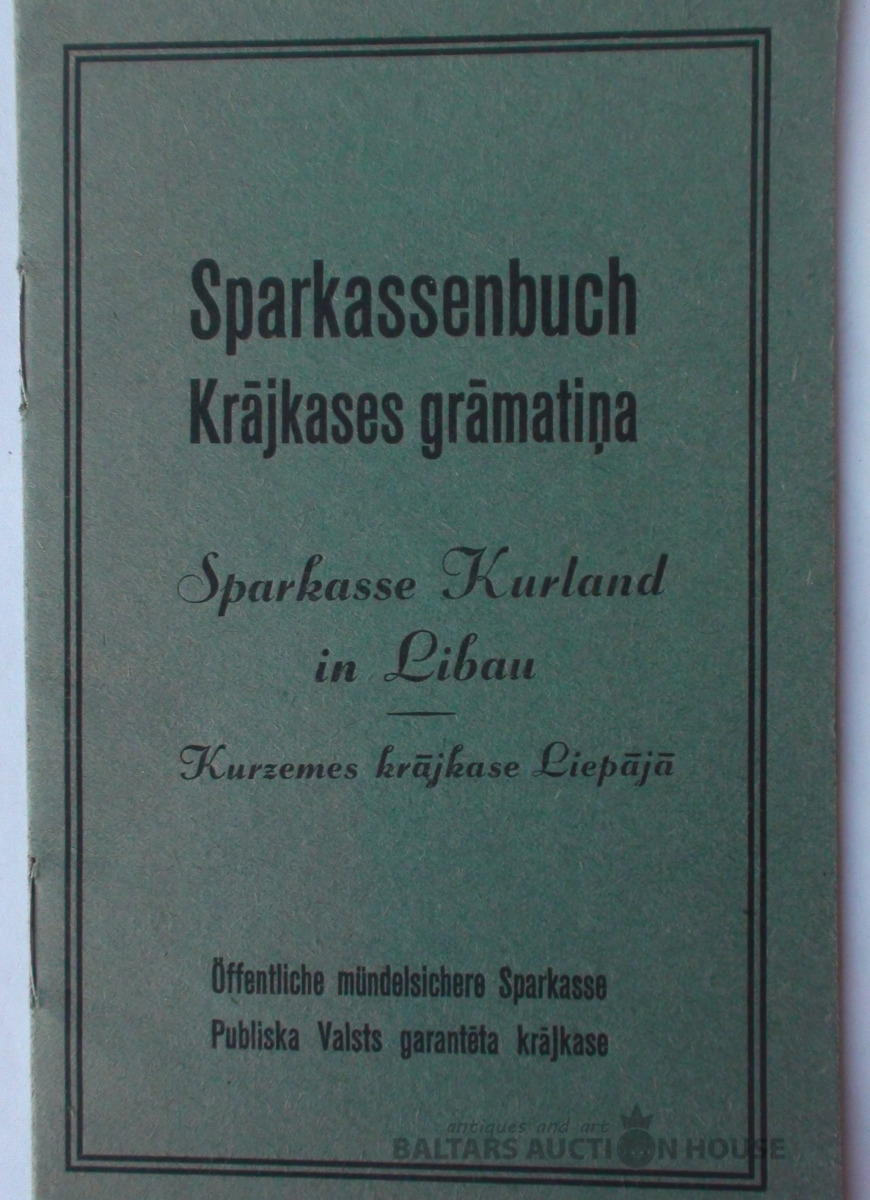 Sparkassenbuch
Krājkases grāmatiņa
Sparkasse Kurland
in Libau
Kurzemes krājkase Liepājā
Öffentliche mündelsichere Sparkasse
Publiska Valsts garantēta krājkase
antiques and art
BALTARS AUCTION HOUSE